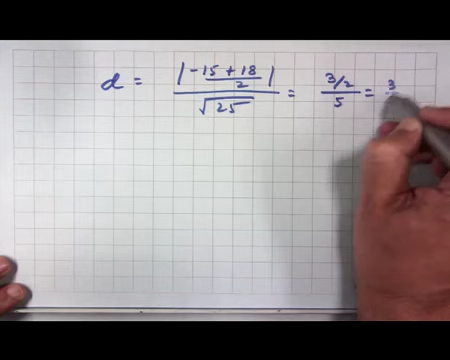 d = |(-15 + 18)/2| / √25 = (3/2)/5 = 3